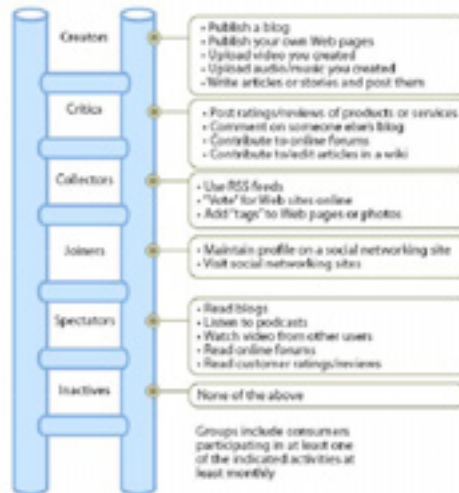 Creators
• Publish a blog
• Publish your own Web pages
• Upload video you created
• Upload audio/music you created
• Write articles or stories and post them
Critics
• Post ratings/reviews of products or services
• Comment on someone else's blog
• Contribute to online forums
• Contribute to/edit articles in a wiki
Collectors
• Use RSS feeds
• "Vote" for Web sites online
• Add "tags" to Web pages or photos
Joiners
• Maintain profile on a social networking site
• Visit social networking sites
Spectators
• Read blogs
• Listen to podcasts
• Watch video from other users
• Read online forums
• Read customer ratings/reviews
Inactives
None of the above
Groups include consumers
participating in at least one
of the indicated activities at
least monthly